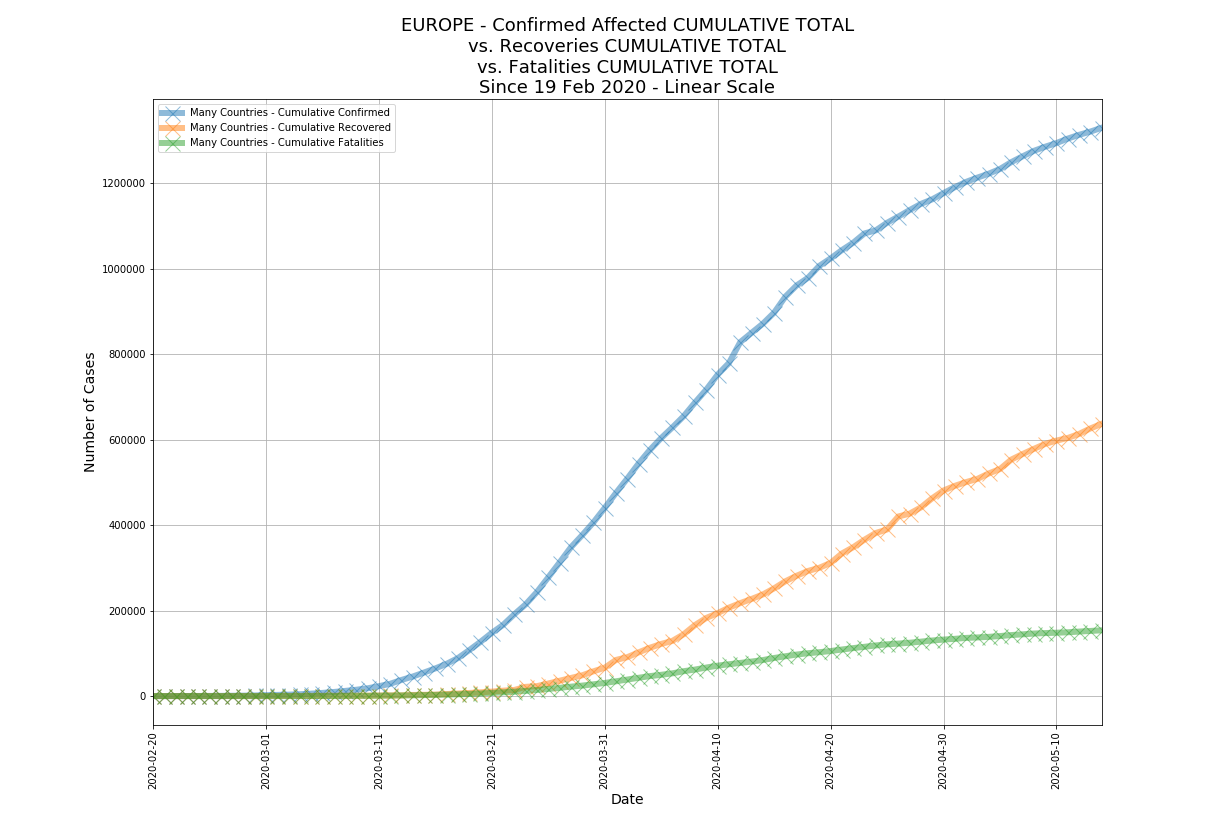 EUROPE - Confirmed Affected CUMULATIVE TOTAL
vs. Recoveries CUMULATIVE TOTAL
vs. Fatalities CUMULATIVE TOTAL
Since 19 Feb 2020 - Linear Scale
Many Countries - Cumulative Confirmed
Many Countries - Cumulative Recovered
Many Countries - Cumulative Fatalities
Number of Cases
1200000
1000000
800000
600000
400000
200000
0
2020-02-20
2020-03-01
2020-03-11
2020-03-21
2020-03-31
2020-04-10
2020-04-20
2020-04-30
2020-05-10
Date